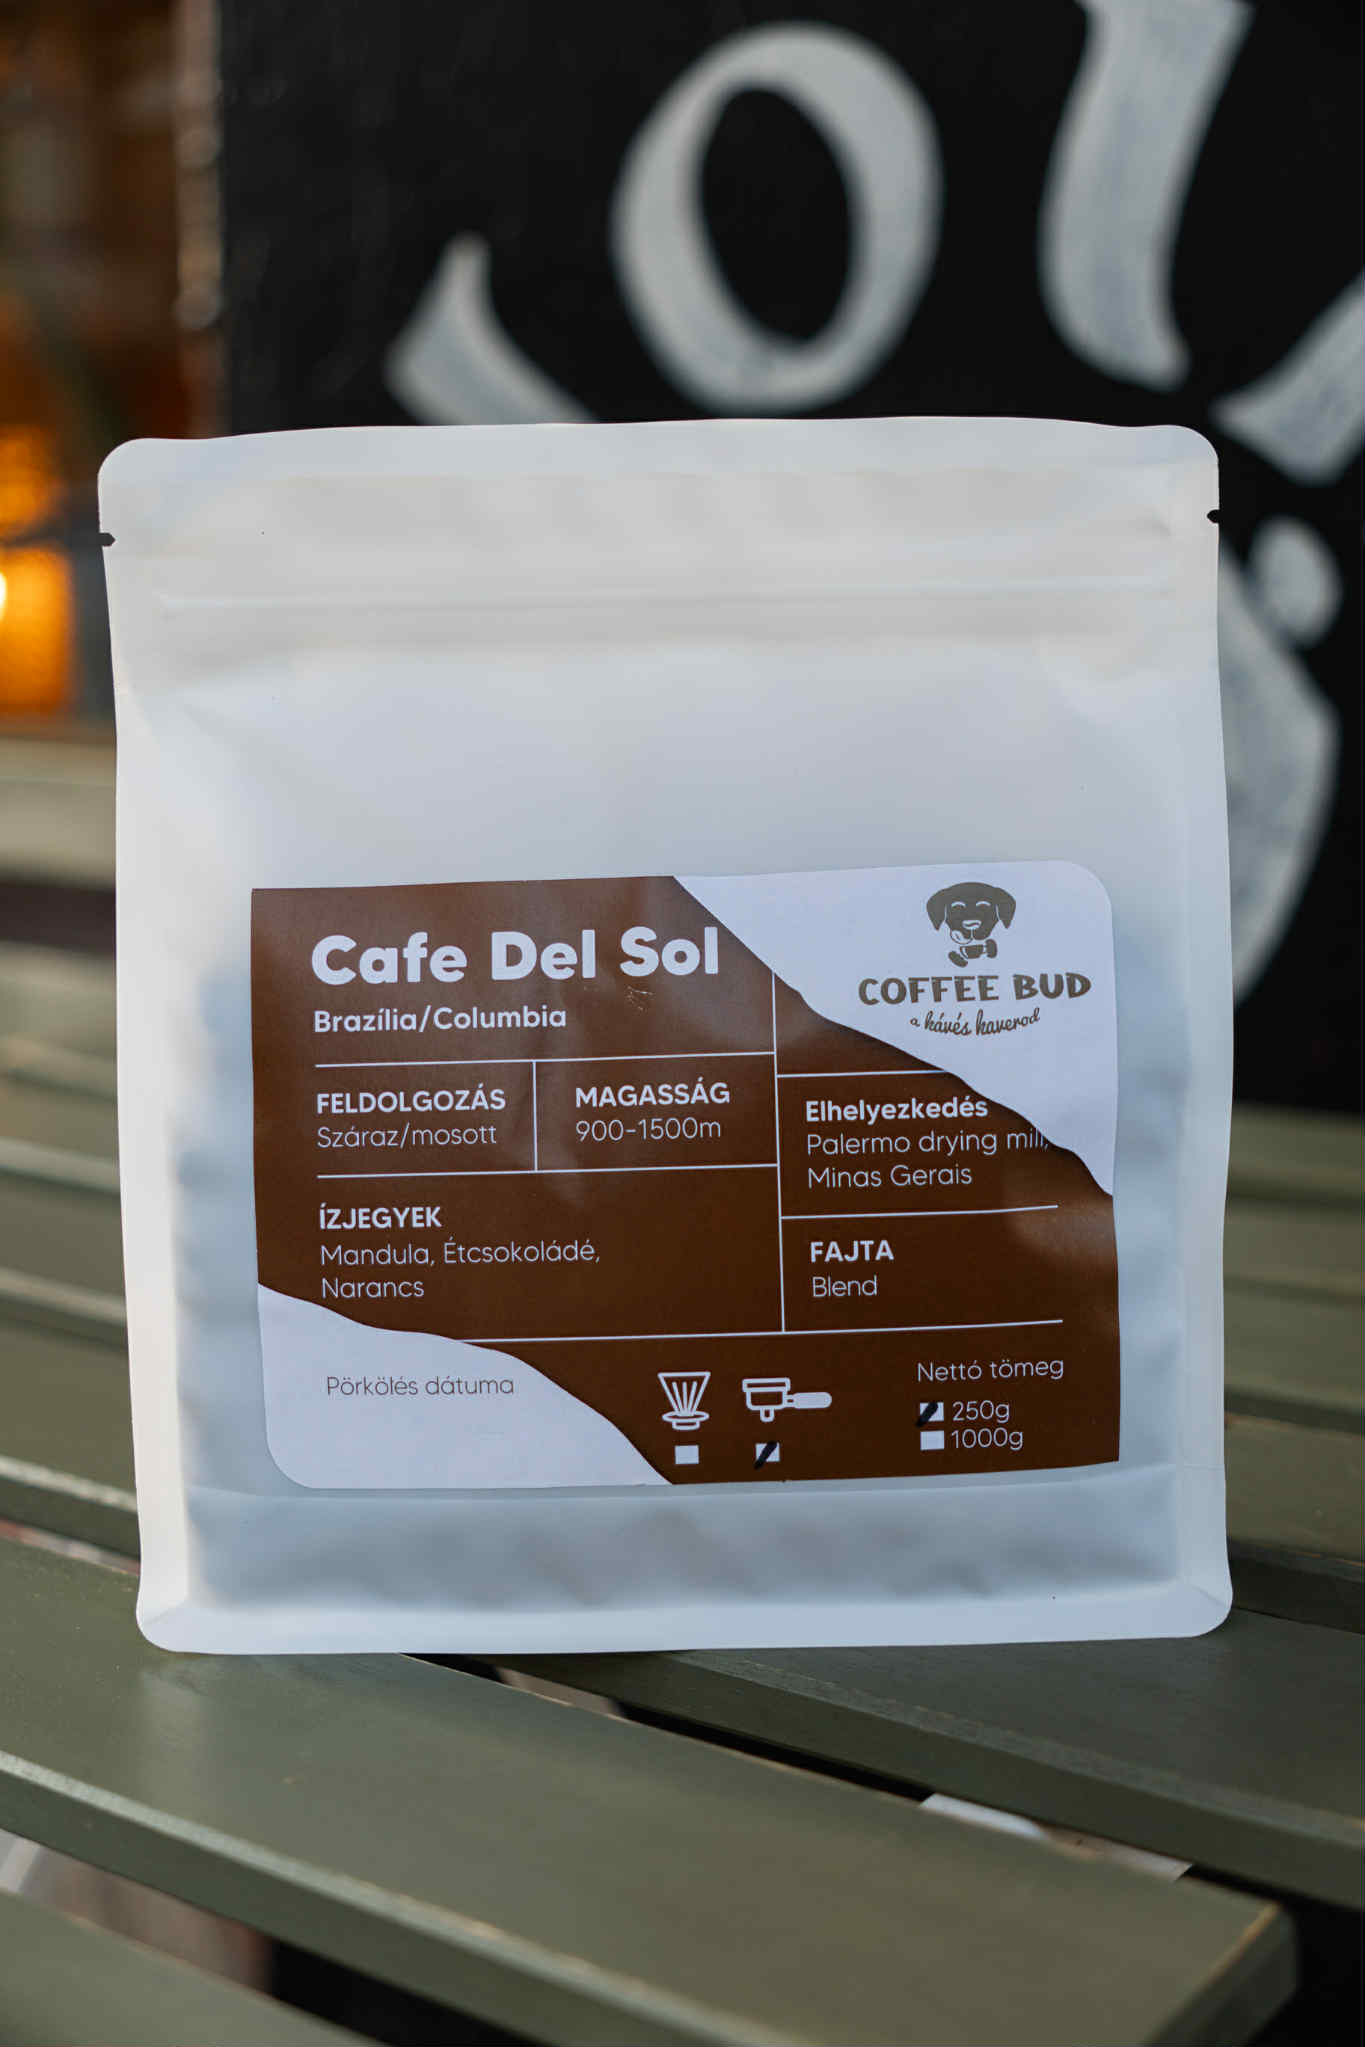 Cafe Del Sol
Brazília/Columbia
COFFEE BUD
a kávés kaverod
FELDOLGOZÁS
Száraz/mosott
MAGASSÁG
900-1500m
Elhelyezkedés
Palermo drying mill,
Minas Gerais
ÍZJEGYEK
Mandula, Étcsokoládé,
Narancs
FAJTA
Blend
Pörkölés dátuma
Nettó tömeg
250g
1000g